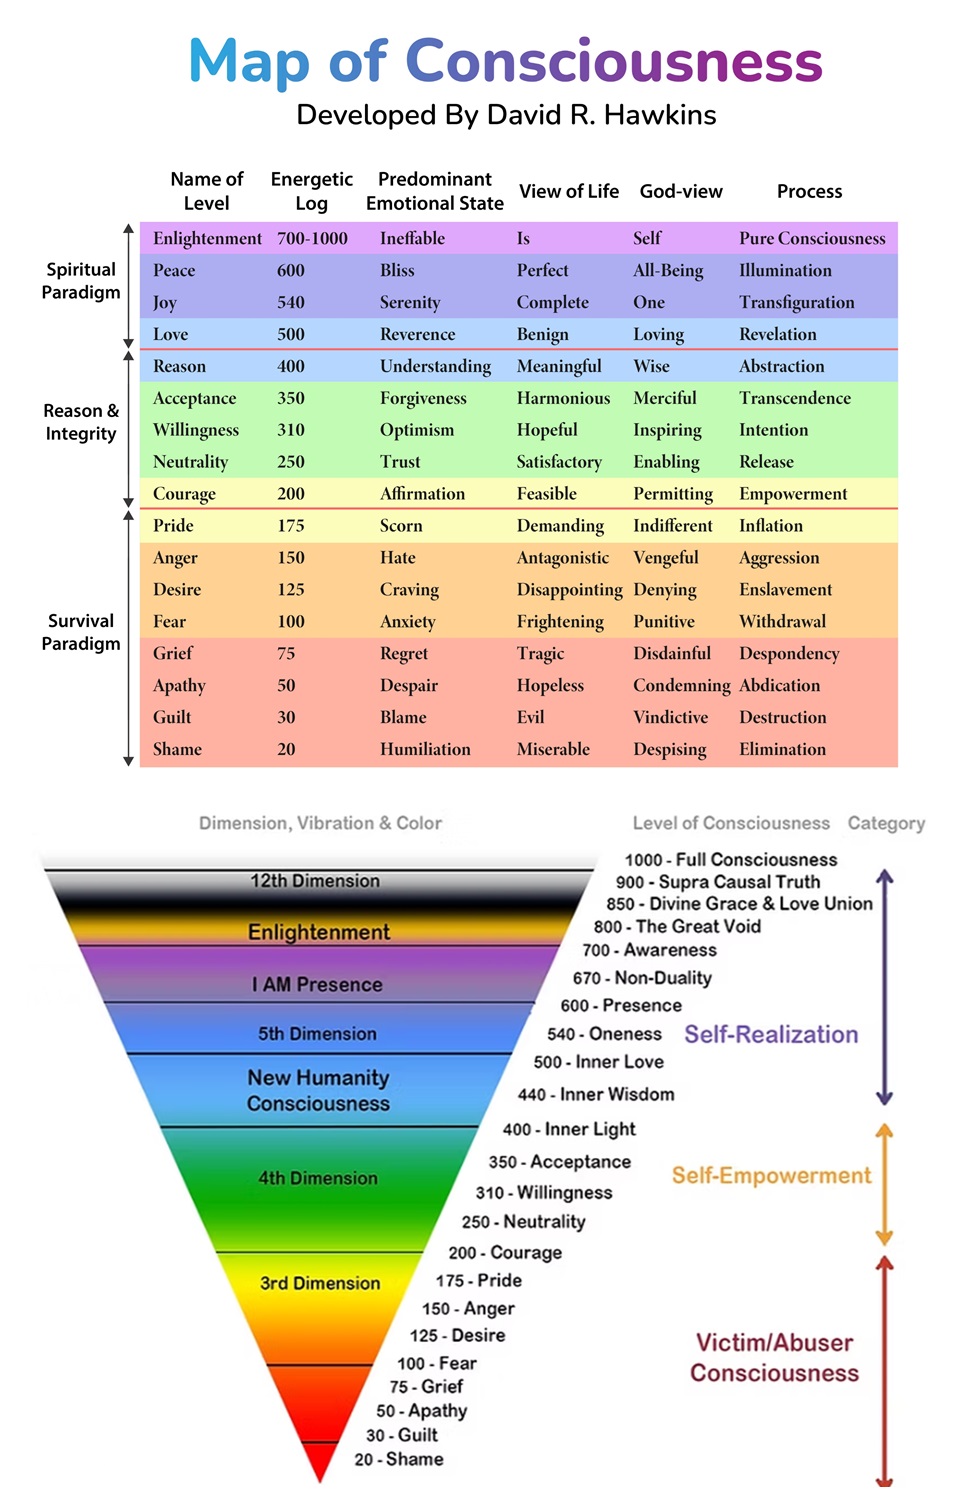 Map of Consciousness
Developed By David R. Hawkins
Name of Level Energetic Log Predominant Emotional State View of Life God-view Process
Spiritual Paradigm
Enlightenment 700-1000 Ineffable Is Self Pure Consciousness
Peace 600 Bliss Perfect All-Being Illumination
Joy 540 Serenity Complete One Transfiguration
Love 500 Reverence Benign Loving Revelation
Reason & Integrity
Reason 400 Understanding Meaningful Wise Abstraction
Acceptance 350 Forgiveness Harmonious Merciful Transcendence
Willingness 310 Optimism Hopeful Inspiring Intention
Neutrality 250 Trust Satisfactory Enabling Release
Courage 200 Affirmation Feasible Permitting Empowerment
Survival Paradigm
Pride 175 Scorn Demanding Indifferent Inflation
Anger 150 Hate Antagonistic Vengeful Aggression
Desire 125 Craving Disappointing Denying Enslavement
Fear 100 Anxiety Frightening Punitive Withdrawal
Grief 75 Regret Tragic Disdainful Despondency
Apathy 50 Despair Hopeless Condemning Abdication
Guilt 30 Blame Evil Vindictive Destruction
Shame 20 Humiliation Miserable Despising Elimination
Dimension, Vibration & Color Level of Consciousness Category
12th Dimension
Enlightenment
I AM Presence
5th Dimension
New Humanity
Consciousness
4th Dimension
3rd Dimension
1000 - Full Consciousness
900 - Supra Causal Truth
850 - Divine Grace & Love Union
800 - The Great Void
700 - Awareness
670 - Non-Duality
600 - Presence
540 - Oneness
500 - Inner Love
440 - Inner Wisdom
400 - Inner Light
350 - Acceptance
310 - Willingness
250 - Neutrality
200 - Courage
175 - Pride
150 - Anger
125 - Desire
100 - Fear
75 - Grief
50 - Apathy
30 - Guilt
20 - Shame
Self-Realization
Self-Empowerment
Victim/Abuser
Consciousness